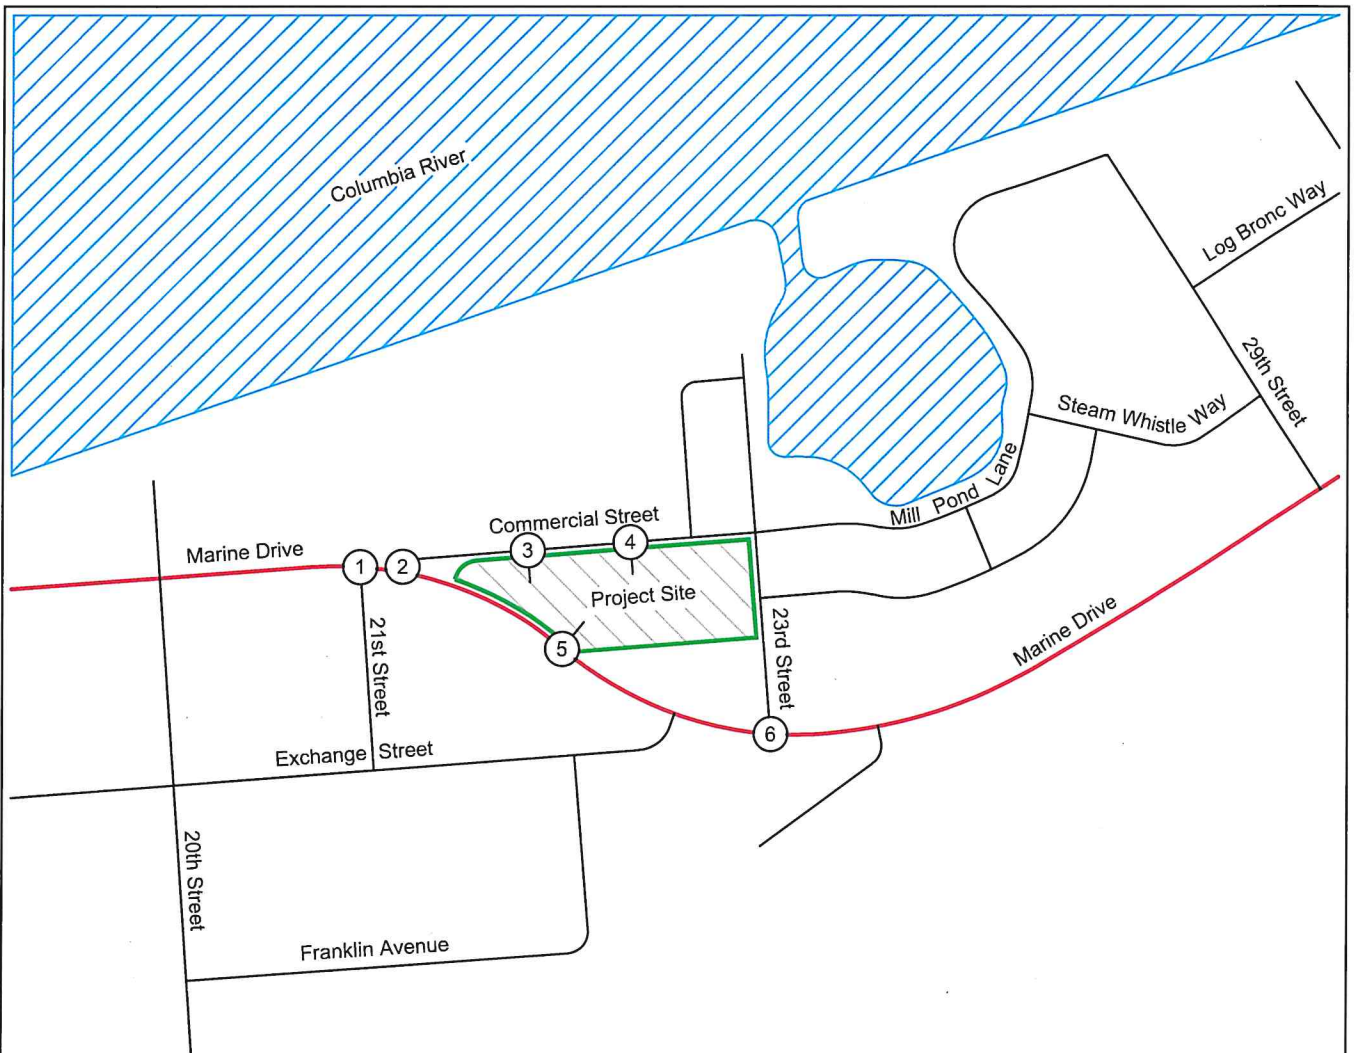 Columbia River
Log Bronc Way
29th Street
Steam Whistle Way
Mill Pond Lane
Commercial Street
Marine Drive
1
2
3
4
Project Site
5
21st Street
23rd Street
Marine Drive
6
Exchange Street
20th Street
Franklin Avenue